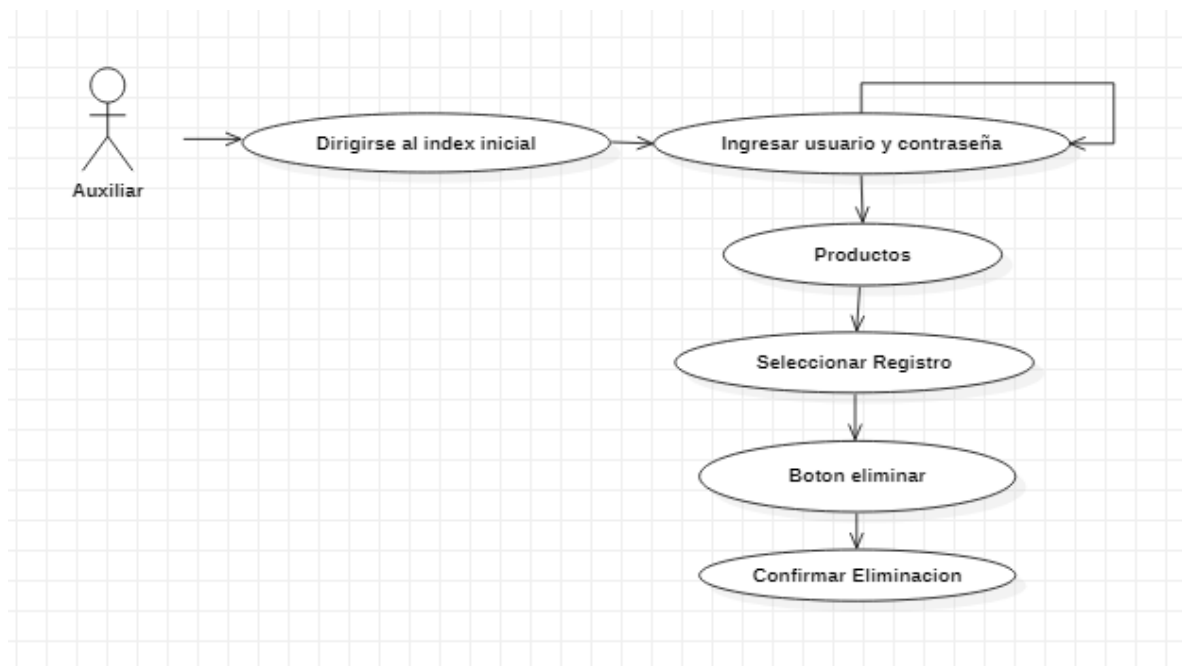 Auxiliar
Dirigirse al index inicial
Ingresar usuario y contraseña
Productos
Seleccionar Registro
Boton eliminar
Confirmar Eliminacion